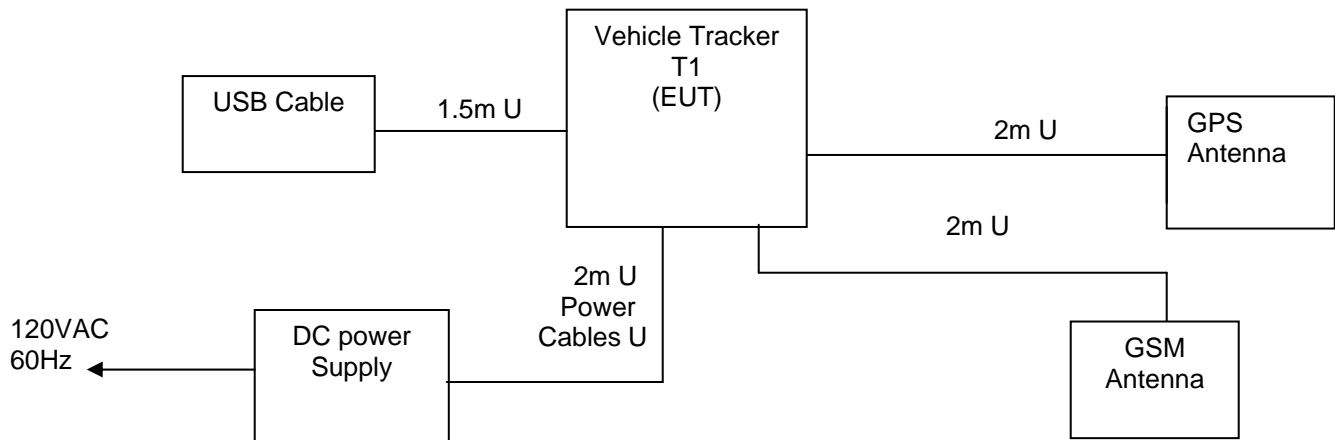 Vehicle Tracker
T1
(EUT)
USB Cable
1.5m U
2m U
GPS
Antenna
2m U
2m U
Power
Cables U
120VAC
60Hz
DC power
Supply
GSM
Antenna